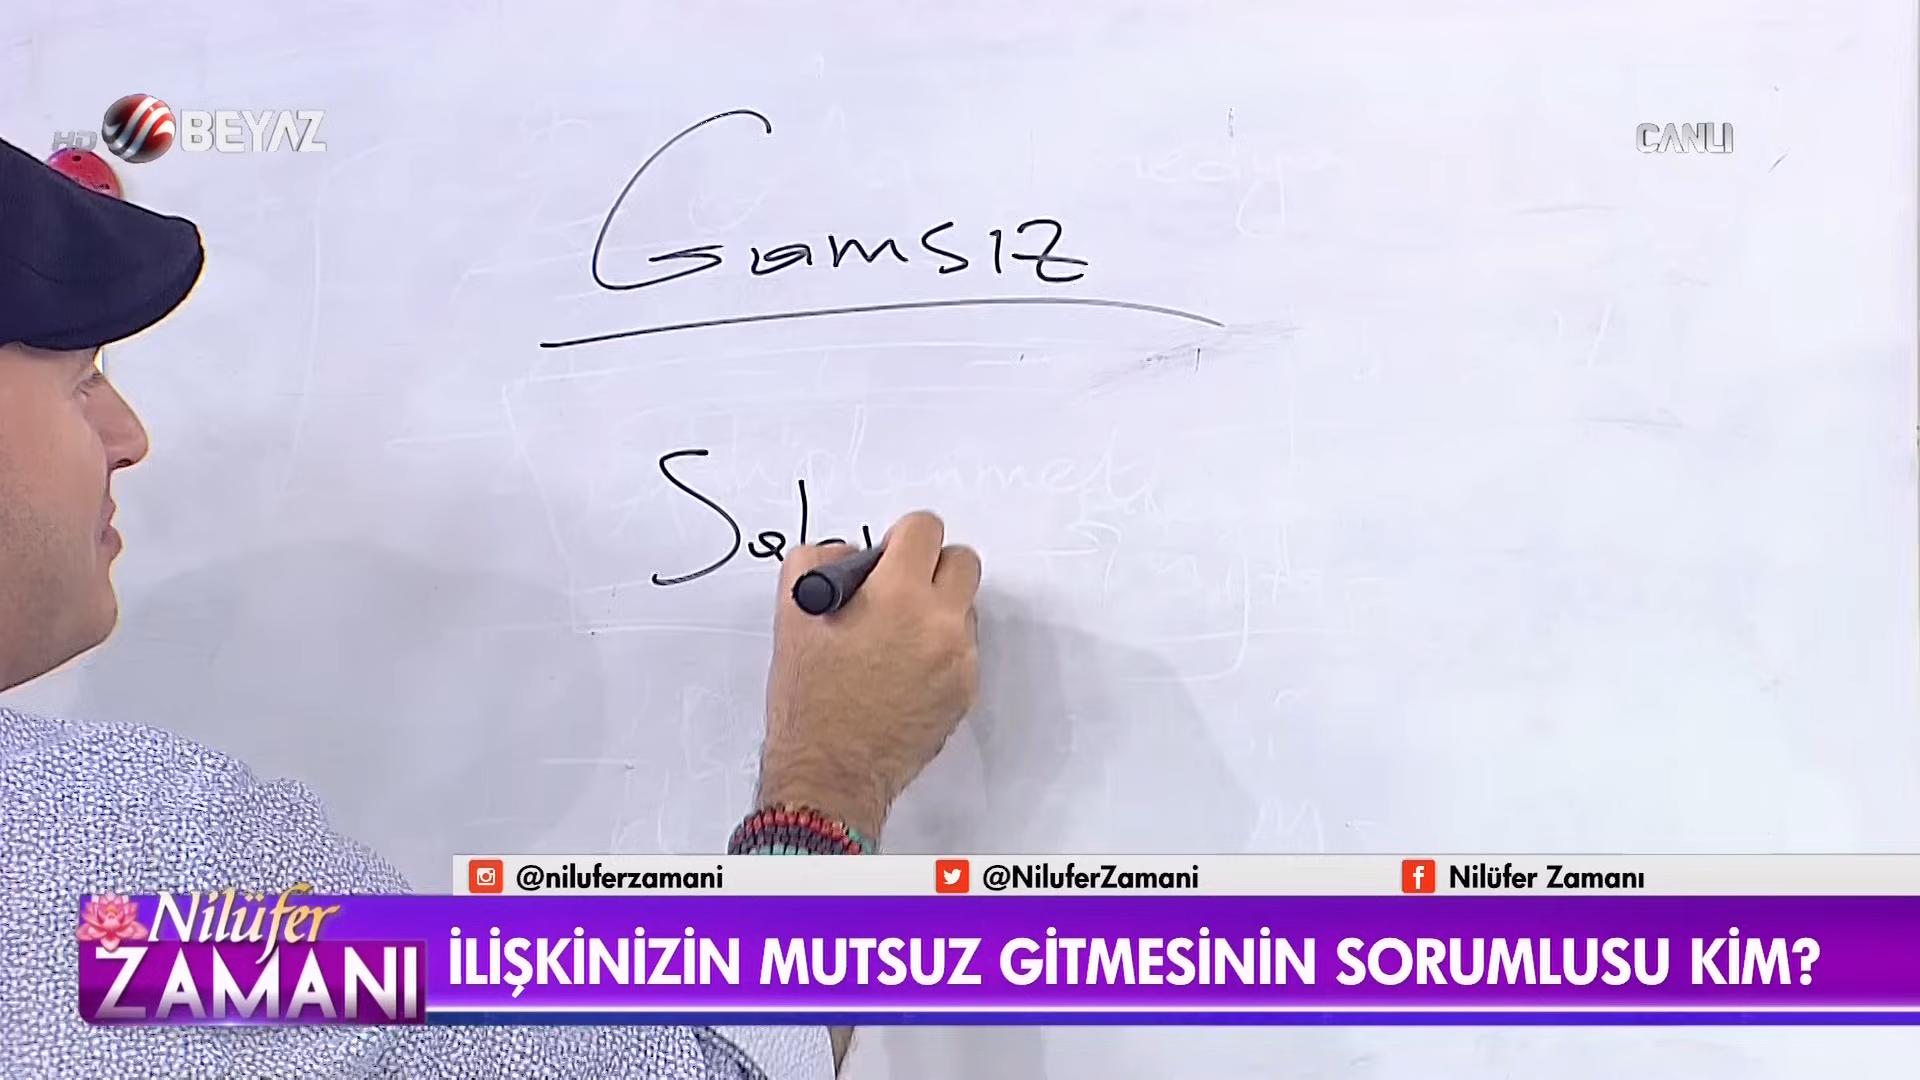 HD BEYAZ
CANLI
Gamsız
@niluferzamani
@NiluferZamani
Nilüfer Zamanı
Nilüfer
ZAMANI
İLİŞKİNİZİN MUTSUZ GİTMESİNİN SORUMLUSU KİM?